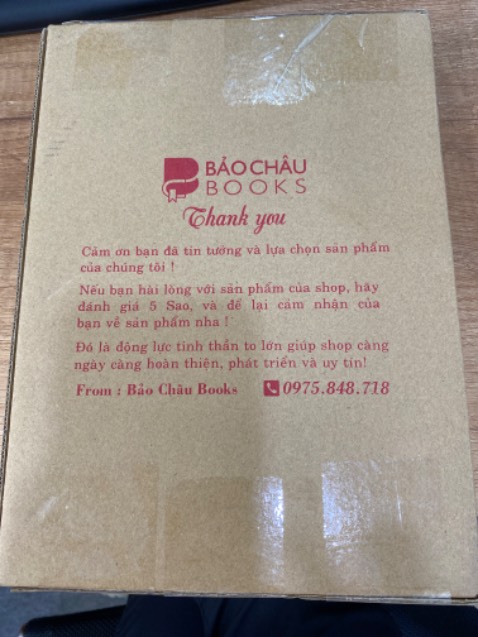 BẢO CHÂU
BOOKS
Thank you
Cảm ơn bạn đã tin tưởng và lựa chọn sản phẩm
của chúng tôi !
Nếu bạn hài lòng với sản phẩm của shop, hãy
đánh giá 5 Sao, và để lại cảm nhận của
bạn về sản phẩm nha !
Đó là động lực tinh thần to lớn giúp shop càng
ngày càng hoàn thiện, phát triển và uy tín!
From : Bảo Châu Books 0975.848.718